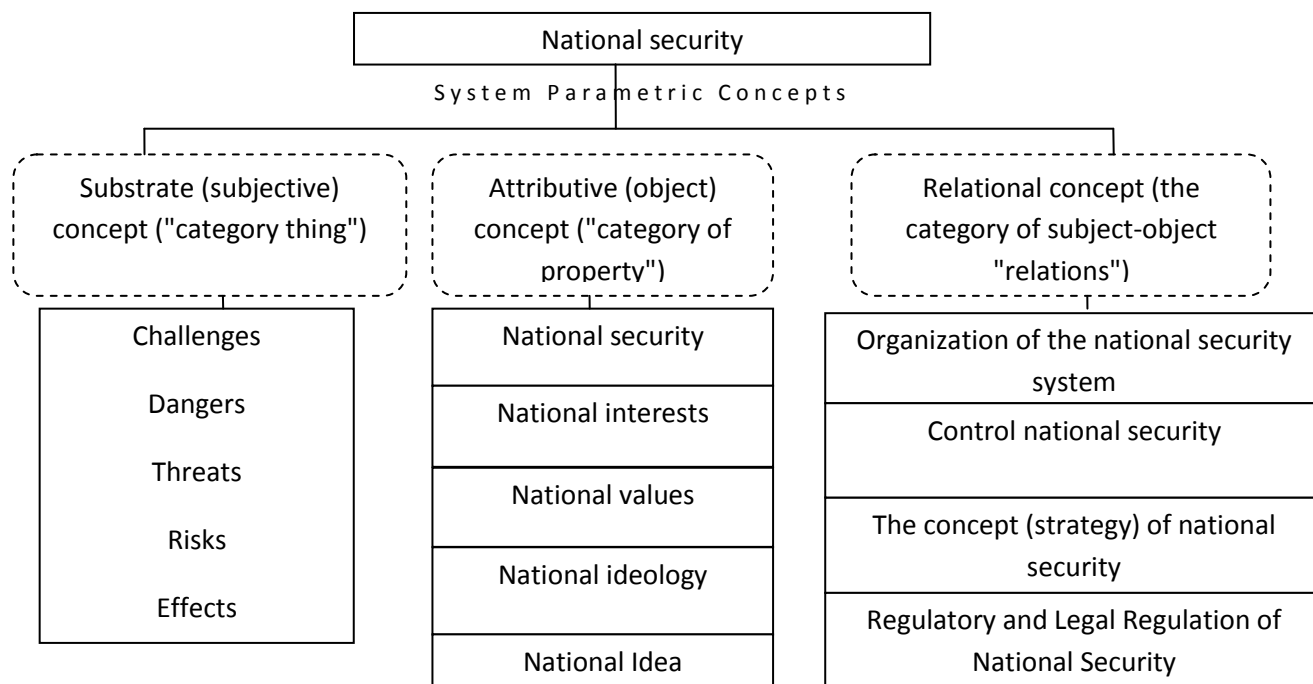 National security
System Parametric Concepts
Substrate (subjective)
concept ("category thing")
Attributive (object)
concept ("category of
property")
Relational concept (the
category of subject-object
"relations")
Challenges
Dangers
Threats
Risks
Effects
National security
National interests
National values
National ideology
National Idea
Organization of the national security
system
Control national security
The concept (strategy) of national
security
Regulatory and Legal Regulation of
National Security